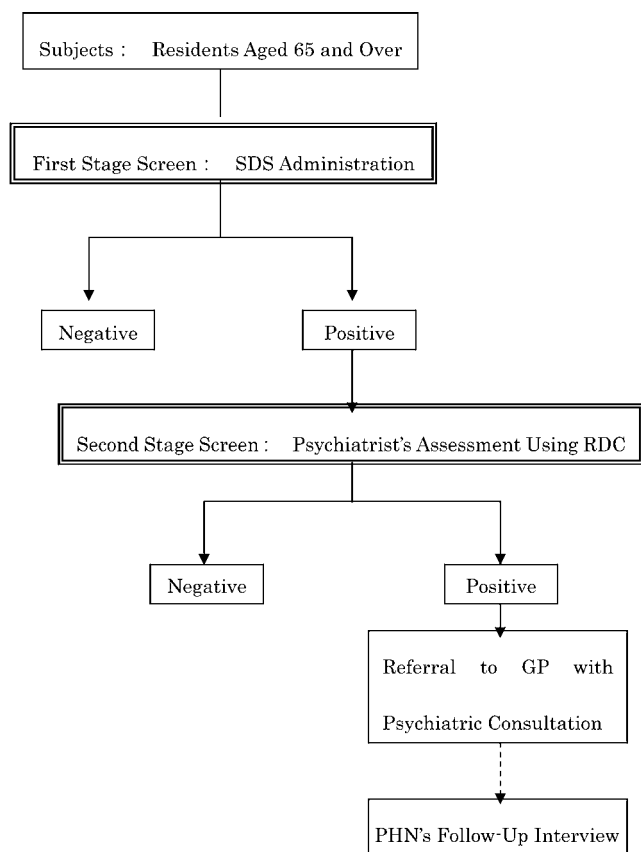 Subjects : Residents Aged 65 and Over
First Stage Screen : SDS Administration
Negative
Positive
Second Stage Screen : Psychiatrist's Assessment Using RDC
Negative
Positive
Referral to GP with
Psychiatric Consultation
PHN's Follow-Up Interview